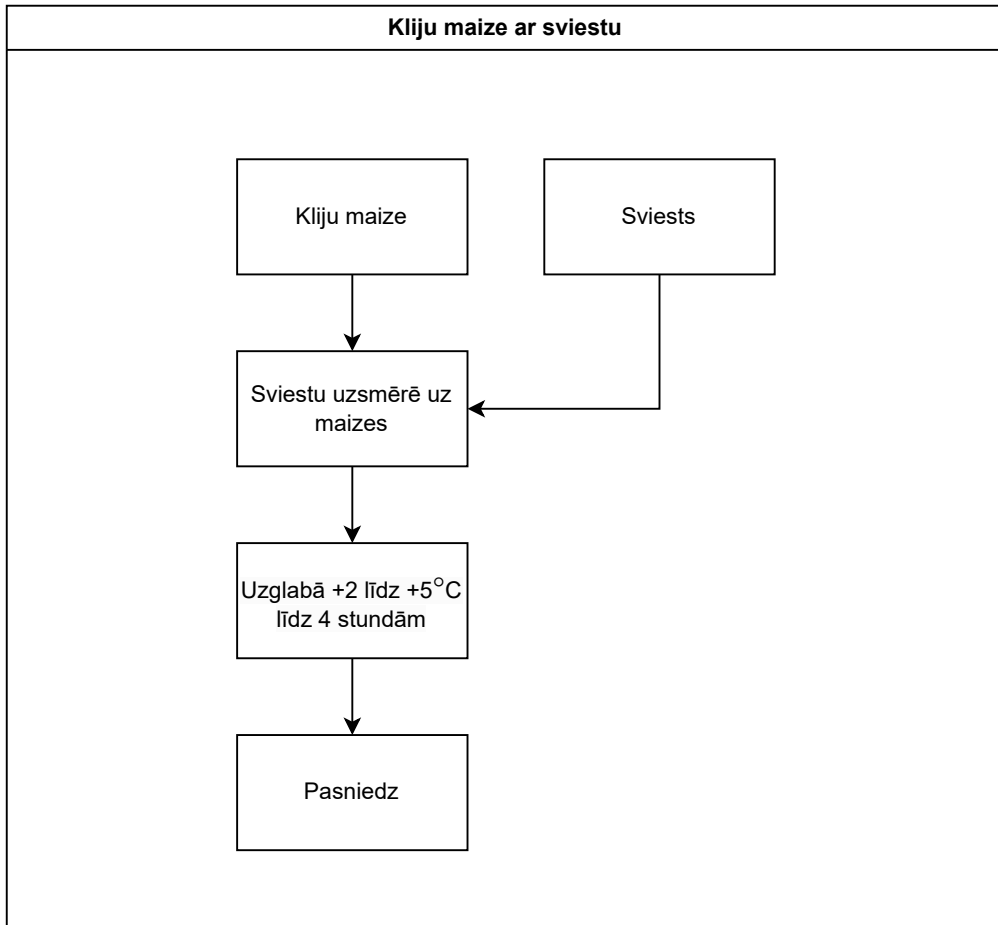 Kliju maize ar sviestu
Kliju maize
Sviests
Sviestu uzsmērē uz
maizes
Uzglabā +2 līdz +5°C
līdz 4 stundām
Pasniedz